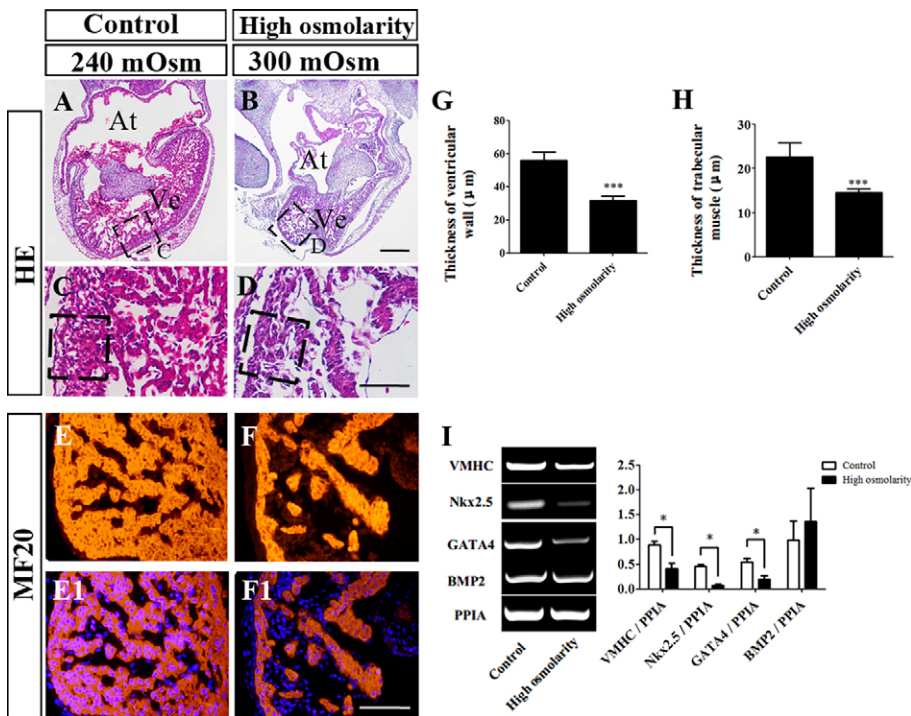 Control
High osmolarity
240 mOsm
300 mOsm
HE
A
At
Ve
C
B
At
Ve
D
C
D
MF20
E
F
E1
F1
G
Thickness of ventricular
wall (μm)
80
60
40
20
0
***
Control
High osmolarity
H
Thickness of trabecular
muscle (μm)
30
20
10
0
***
Control
High osmolarity
I
VMHC
Nkx2.5
GATA4
BMP2
PPIA
Control
High osmolarity
2.5
2.0
1.5
1.0
0.5
0.0
Control
High osmolarity
*
*
*
VMHC / PPIA
Nkx2.5 / PPIA
GATA4 / PPIA
BMP2 / PPIA